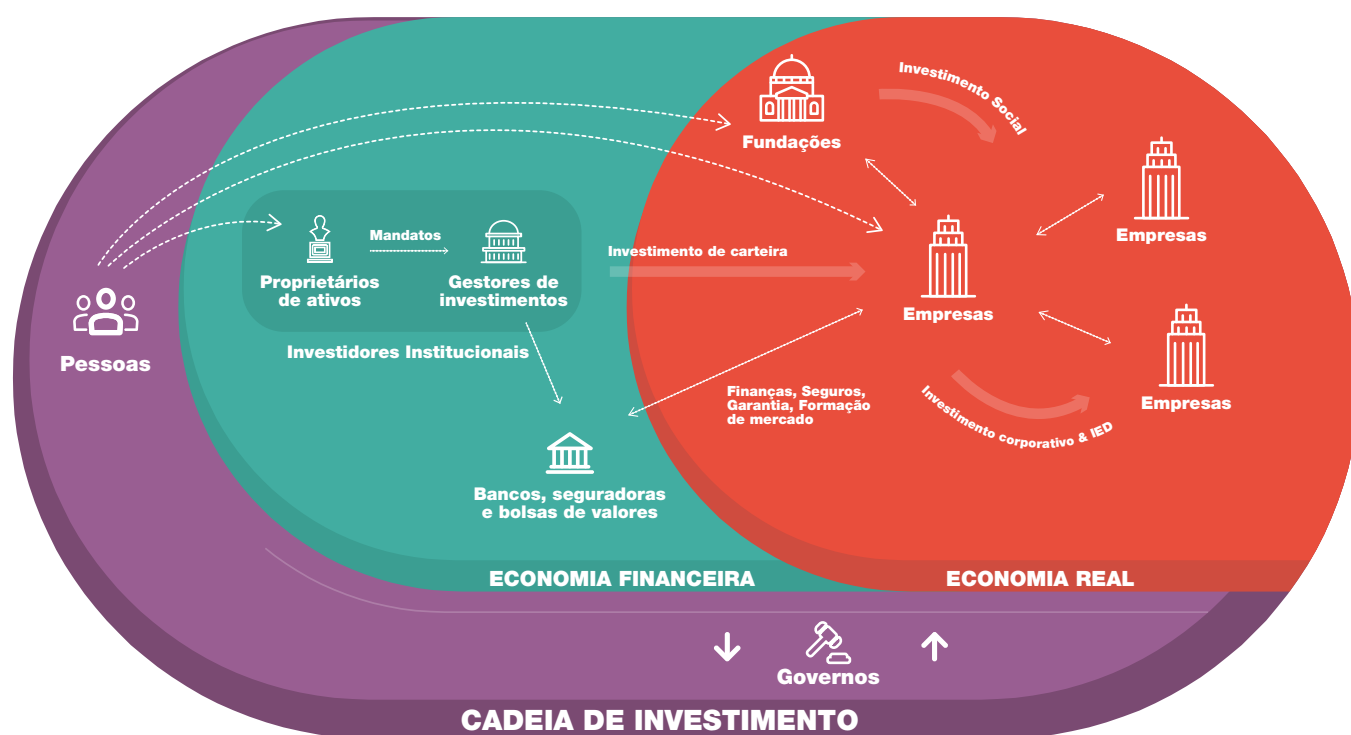 Investimento Social
Fundações
Empresas
Mandatos
Investimento de carteira
Proprietários
de ativos
Gestores de
investimentos
Empresas
Investidores Institucionais
Pessoas
Finanças, Seguros,
Garantia, Formação
de mercado
Empresas
Investimento corporativo & IED
Bancos, seguradoras
e bolsas de valores
ECONOMIA FINANCEIRA
ECONOMIA REAL
Governos
CADEIA DE INVESTIMENTO